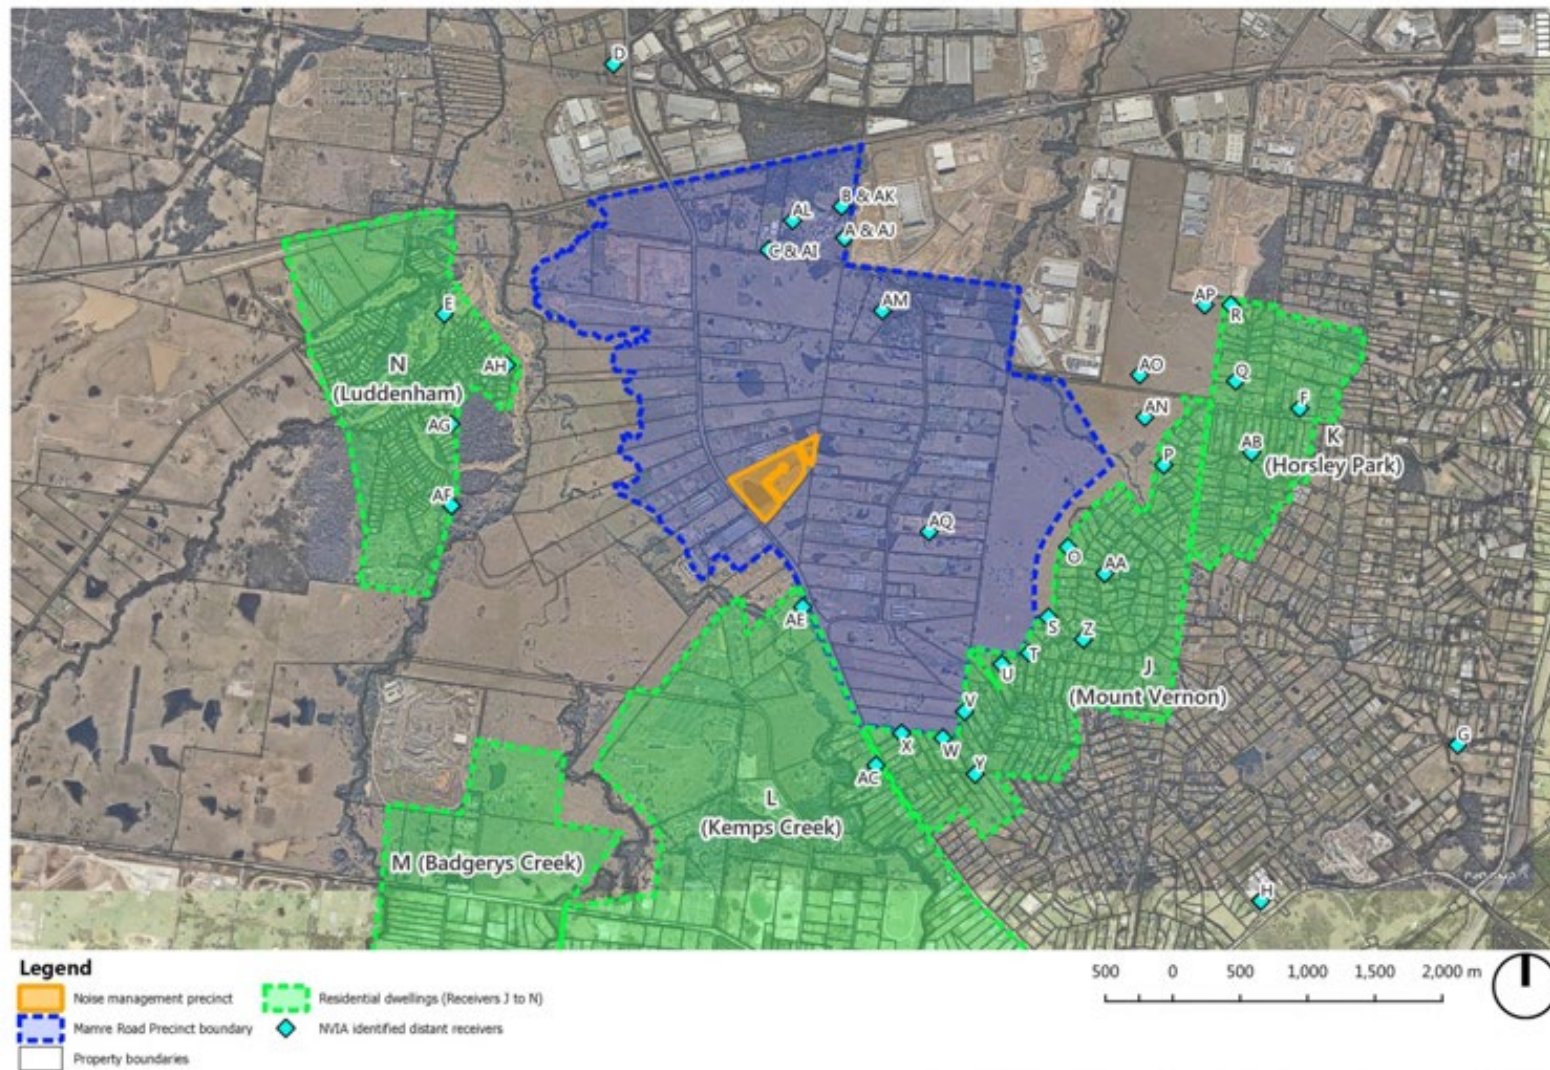 D
B & AK
AL
A & AJ
C & AI
AM
AP
R
E
N
(Luddenham)
AH
AO
Q
F
AN
AG
K
(Horsley Park)
AB
P
AF
AQ
O
AA
AE
S
Z
T
U
J
(Mount Vernon)
V
X
W
G
AC
Y
L
(Kemps Creek)
M (Badgerys Creek)
H
Legend
Noise management precinct
Residential dwellings (Receivers J to N)
Mamre Road Precinct boundary
NVIA identified distant receivers
Property boundaries
500 0 500 1,000 1,500 2,000 m